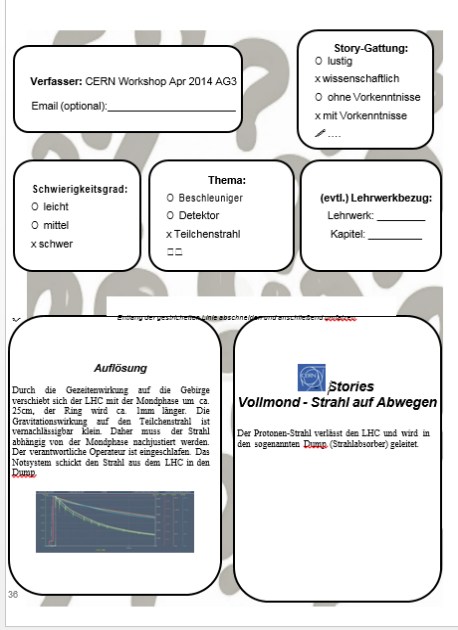 Verfasser: CERN Workshop Apr 2014 AG3
Email (optional):____________________
Story-Gattung:
O lustig
x wissenschaftlich
O ohne Vorkenntnisse
x mit Vorkenntnisse
....
Schwierigkeitsgrad:
O leicht
O mittel
x schwer
Thema:
O Beschleuniger
O Detektor
x Teilchenstrahl
(evtl.) Lehrwerkbezug:
Lehrwerk: ________
Kapitel: _________
Entlang der gestrichelten Linie abschneiden und anschließend
Auflösung
Durch die Gezeitenwirkung auf die Gebirge
verschiebt sich der LHC mit der Mondphase um ca.
25cm, der Ring wird ca. 1mm länger. Die
Gravitationswirkung auf den Teilchenstrahl ist
vernachlässigbar klein. Daher muss der Strahl
abhängig von der Mondphase nachjustiert werden.
Der verantwortliche Operateur ist eingeschlafen. Das
Notsystem schickt den Strahl aus dem LHC in den
Dump.
CERN
Stories
Vollmond - Strahl auf Abwegen
Der Protonen-Strahl verlässt den LHC und wird in
den sogenannten Dump (Strahlabsorber) geleitet.
36